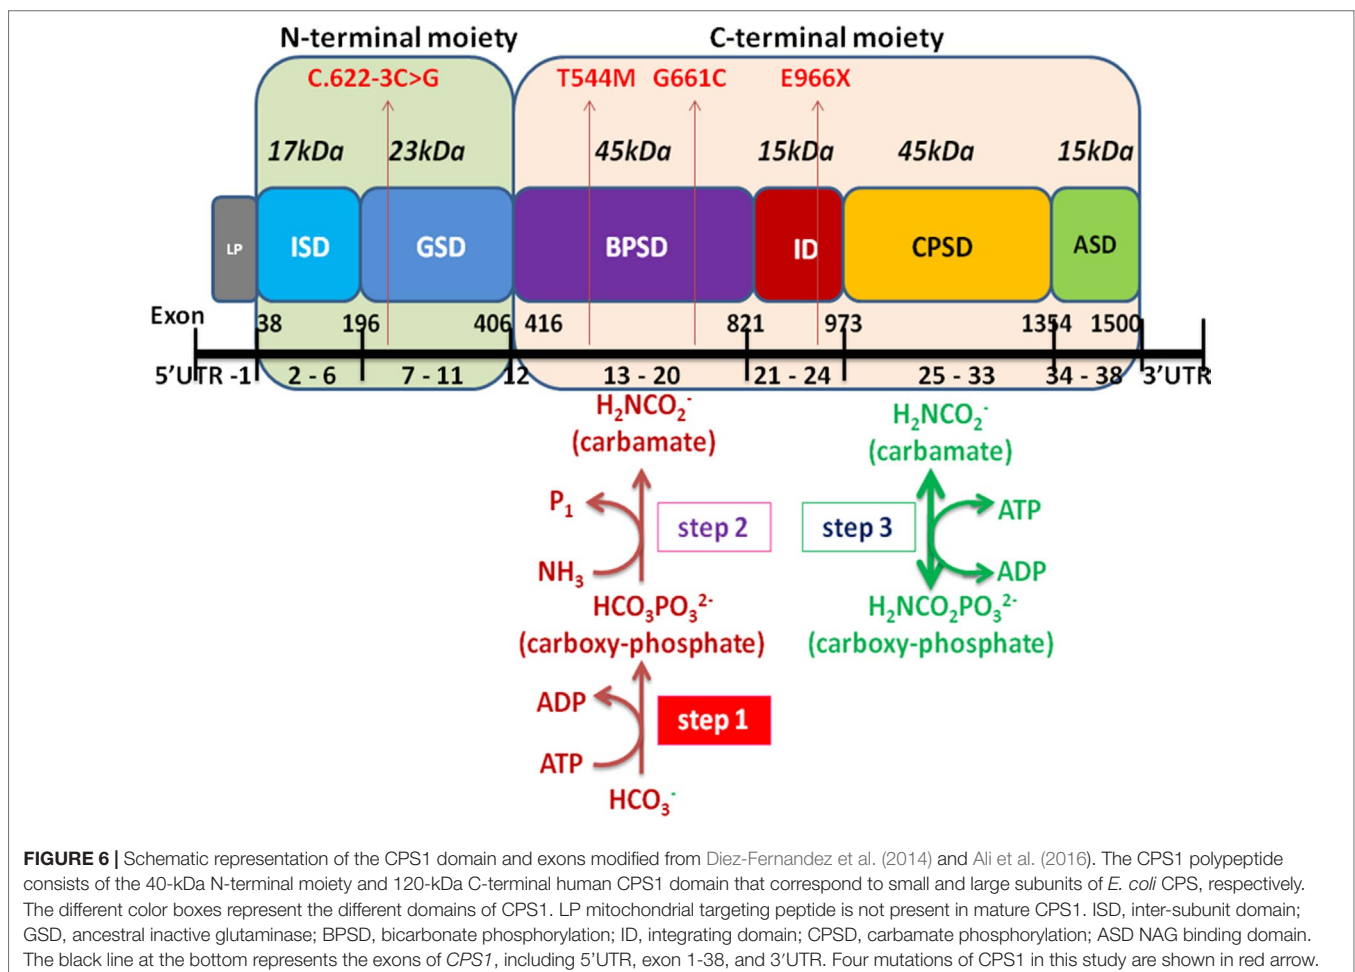 N-terminal moiety C-terminal moiety
C.622-3C>G T544M G661C E966X
17kDa 23kDa 45kDa 15kDa 45kDa 15kDa
LP ISD GSD BPSD ID CPSD ASD
Exon 38 196 406 416 821 973 1354 1500
5'UTR -1 2 - 6 7 - 11 12 13 - 20 21 - 24 25 - 33 34 - 38 3'UTR
H₂NCO₂⁻ H₂NCO₂⁻
(carbamate) (carbamate)
P₁ step 2 step 3 ATP
NH₃ ADP
HCO₃PO₃²⁻ H₂NCO₂PO₃²⁻
(carboxy-phosphate) (carboxy-phosphate)
ADP step 1
ATP
HCO₃⁻
FIGURE 6 | Schematic representation of the CPS1 domain and exons modified from Diez-Fernandez et al. (2014) and Ali et al. (2016). The CPS1 polypeptide
consists of the 40-kDa N-terminal moiety and 120-kDa C-terminal human CPS1 domain that correspond to small and large subunits of E. coli CPS, respectively.
The different color boxes represent the different domains of CPS1. LP mitochondrial targeting peptide is not present in mature CPS1. ISD, inter-subunit domain;
GSD, ancestral inactive glutaminase; BPSD, bicarbonate phosphorylation; ID, integrating domain; CPSD, carbamate phosphorylation; ASD NAG binding domain.
The black line at the bottom represents the exons of CPS1, including 5'UTR, exon 1-38, and 3'UTR. Four mutations of CPS1 in this study are shown in red arrow.